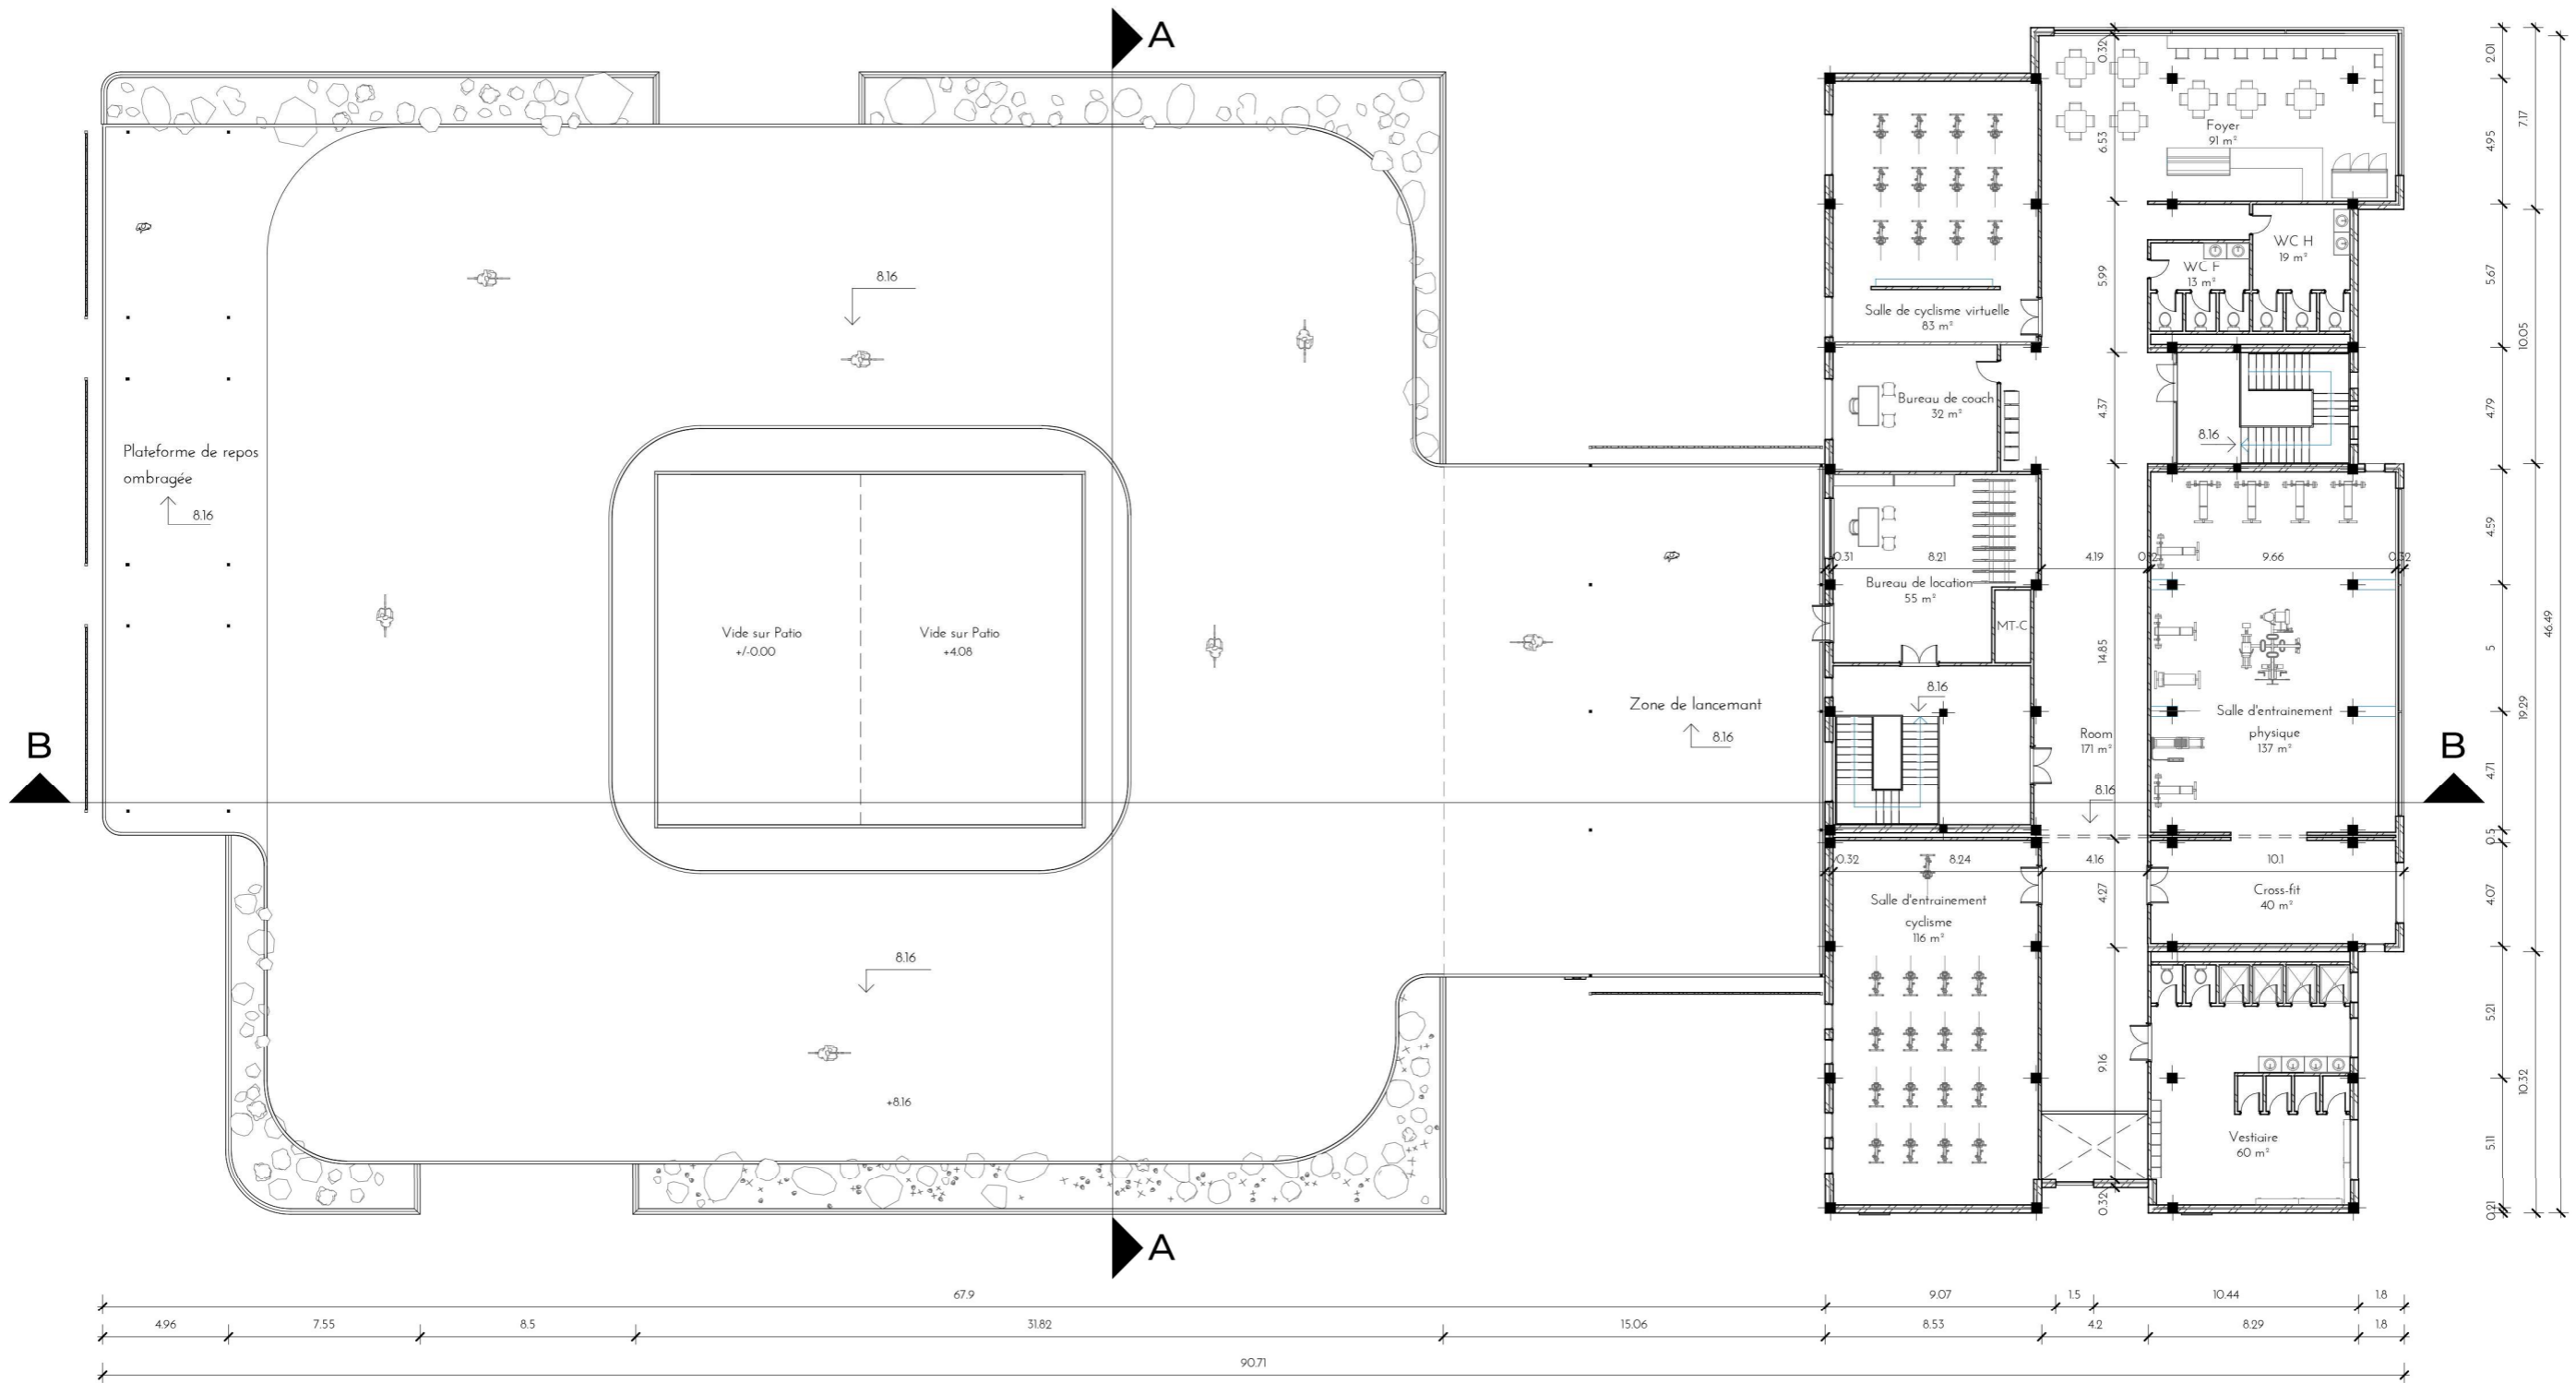 A
0.32
2.01
Foyer
91 m²
6.53
4.95
7.17
8.16
WC H
19 m²
WC F
13 m²
5.99
5.67
10.05
Salle de cyclisme virtuelle
83 m²
Bureau de coach
32 m²
4.37
4.79
8.16
Plateforme de repos
ombragée
8.16
4.59
0.31
8.21
4.19
9.66
0.32
Bureau de location
55 m²
MT-C
Vide sur Patio
+/-0.00
Vide sur Patio
+4.08
14.85
5
46.49
8.16
Zone de lancemant
8.16
Salle d'entrainement
physique
137 m²
Room
171 m²
8.16
4.71
19.29
B
B
0.5
0.32
8.24
4.16
10.1
Salle d'entrainement
cyclisme
116 m²
4.27
Cross-fit
40 m²
4.07
8.16
5.21
9.16
+8.16
10.32
Vestiaire
60 m²
5.11
0.32
0.21
A
67.9
9.07
1.5
10.44
1.8
4.96
7.55
8.5
31.82
15.06
8.53
4.2
8.29
1.8
90.71